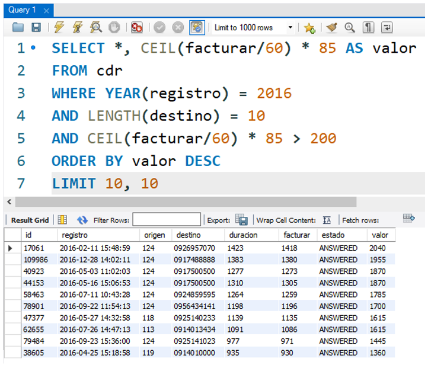 Query 1
Limit to 1000 rows
1 SELECT *, CEIL(facturar/60) * 85 AS valor
2 FROM cdr
3 WHERE YEAR(registro) = 2016
4 AND LENGTH(destino) = 10
5 AND CEIL(facturar/60) * 85 > 200
6 ORDER BY valor DESC
7 LIMIT 10, 10
Result Grid Filter Rows: Export: Wrap Cell Content: Fetch rows:
id registro origen destino duracion facturar estado valor
17061 2016-02-11 15:48:59 124 0926957070 1423 1418 ANSWERED 2040
109986 2016-12-28 14:02:11 124 0917488888 1383 1380 ANSWERED 1955
40923 2016-05-03 11:02:03 124 0917500500 1277 1273 ANSWERED 1870
44153 2016-05-16 15:06:53 124 0917500500 1310 1305 ANSWERED 1870
58463 2016-07-11 10:43:28 124 0924859595 1264 1259 ANSWERED 1785
78901 2016-09-22 11:54:13 124 0956434141 1198 1196 ANSWERED 1700
47377 2016-05-27 14:32:58 118 0925140233 1139 1135 ANSWERED 1615
62655 2016-07-26 14:47:13 113 0914013434 1091 1086 ANSWERED 1615
79484 2016-09-23 15:36:00 124 0925141023 977 971 ANSWERED 1445
38605 2016-04-25 15:18:58 119 0914010000 935 930 ANSWERED 1360